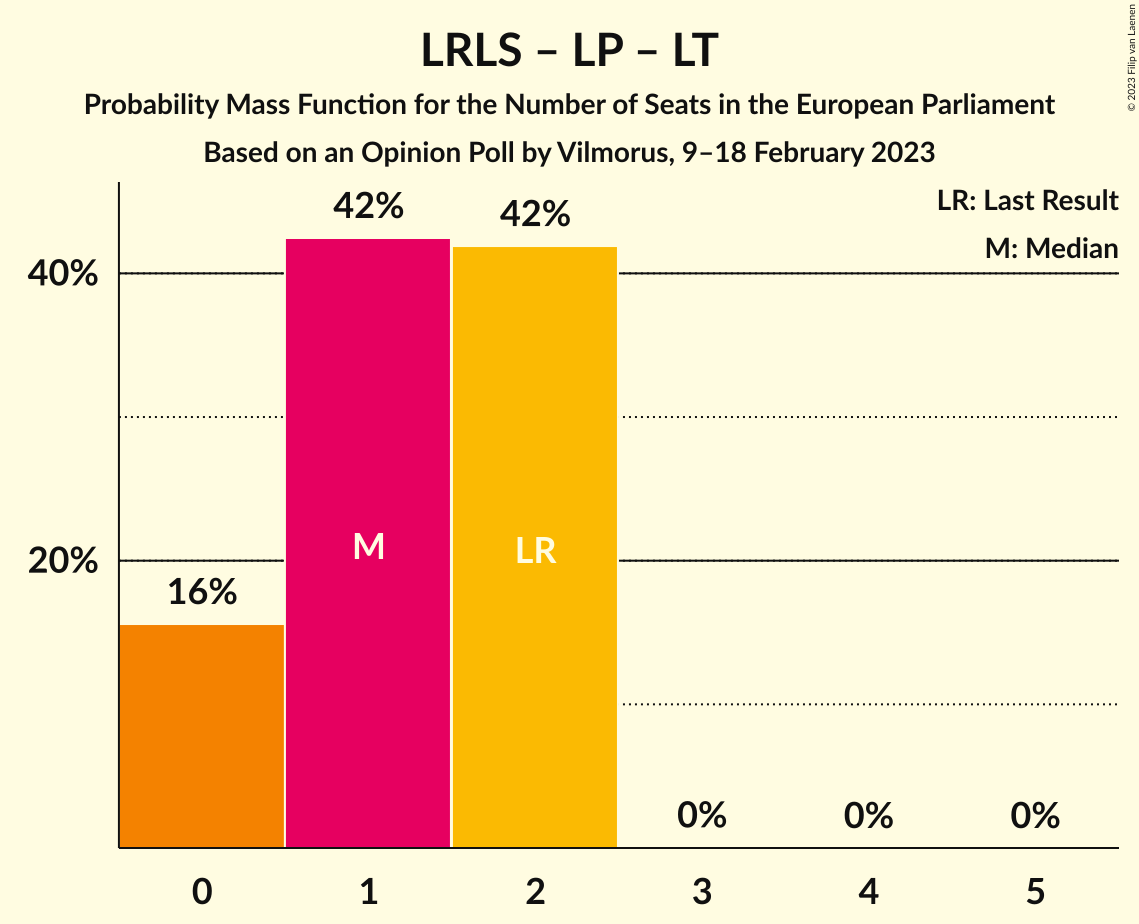 LRLS – LP – LT
Probability Mass Function for the Number of Seats in the European Parliament
Based on an Opinion Poll by Vilmorus, 9–18 February 2023
© 2023 Filip van Laenen
LR: Last Result
M: Median
42%
42%
40%
M
LR
20%
16%
0%
0%
0%
0
1
2
3
4
5